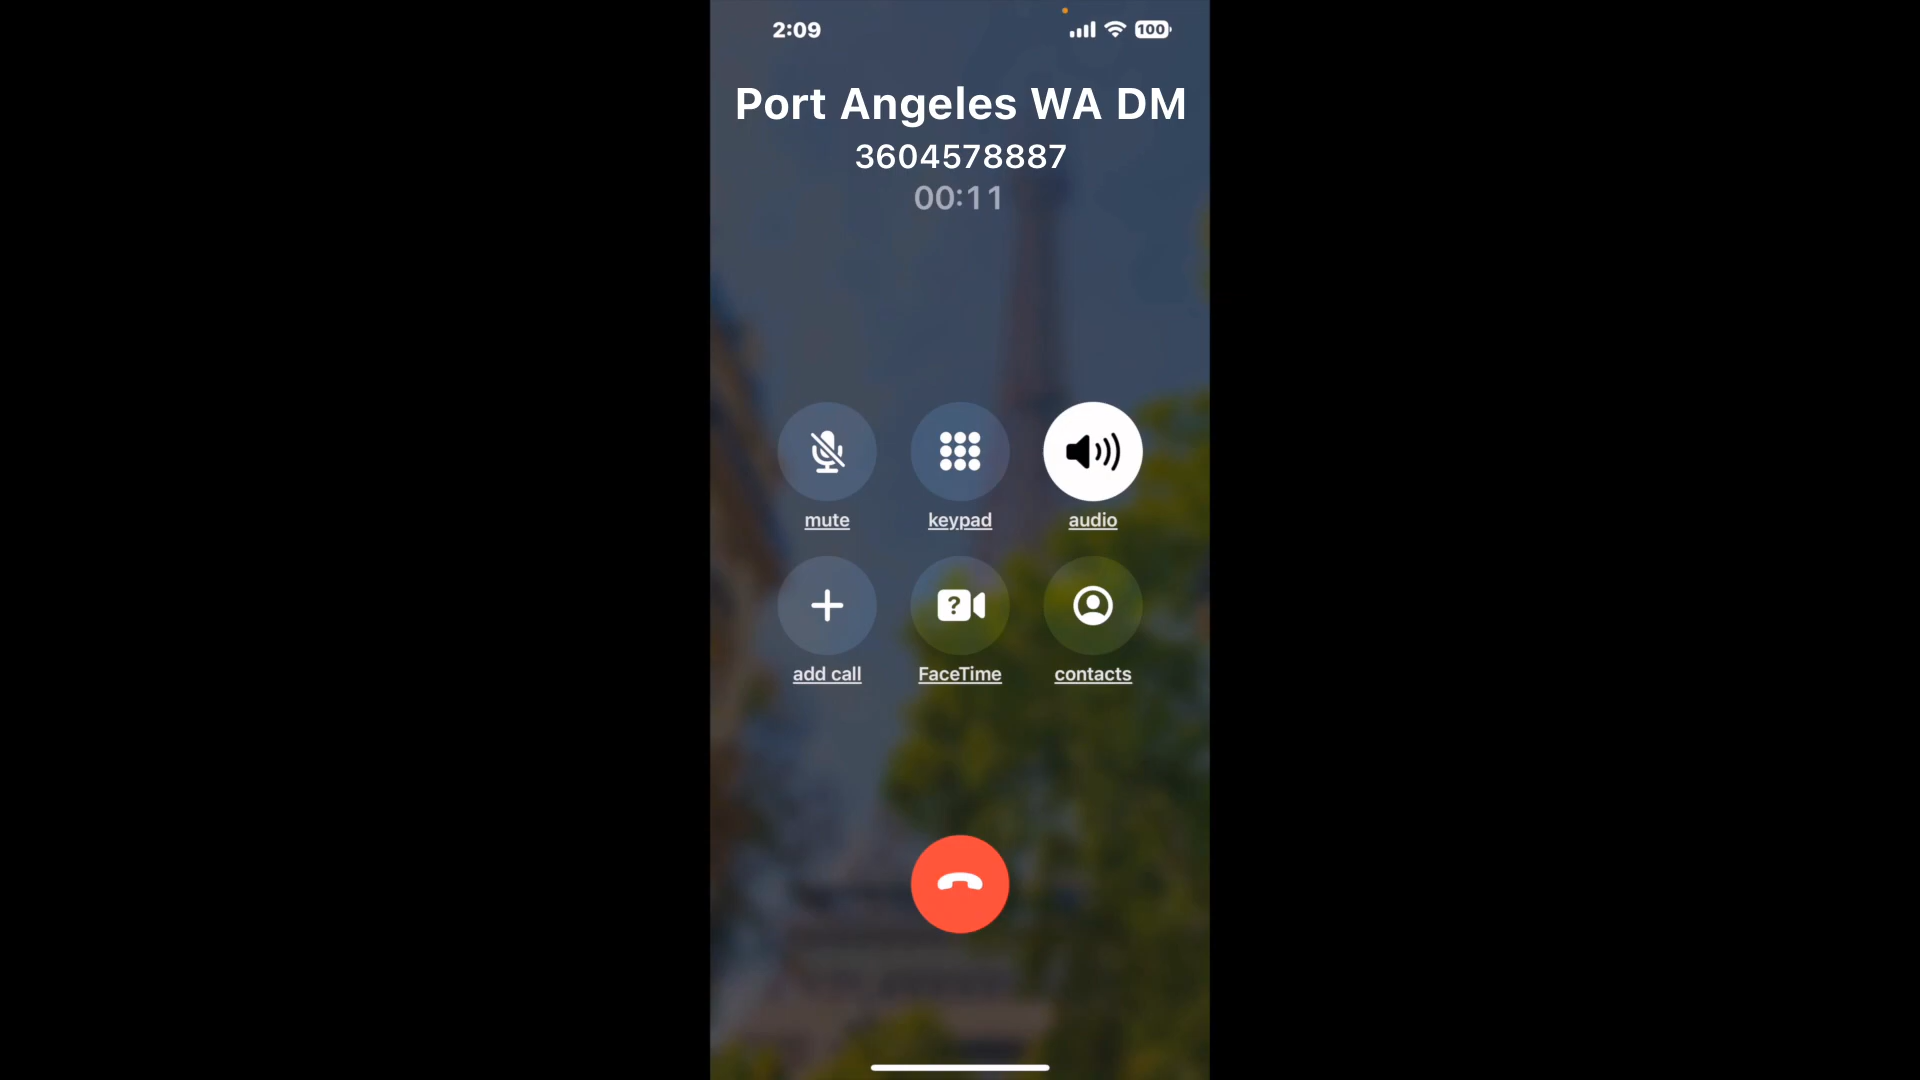 2:09
100
Port Angeles WA DM
3604578887
00:11
mute
keypad
audio
?
add call
FaceTime
contacts